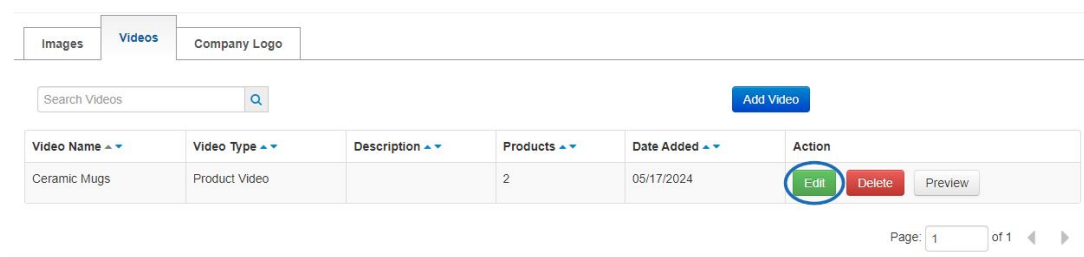 Images Videos Company Logo
Search Videos Add Video
Video Name Video Type Description Products Date Added Action
Ceramic Mugs Product Video 2 05/17/2024 Edit Delete Preview
Page: 1 of 1